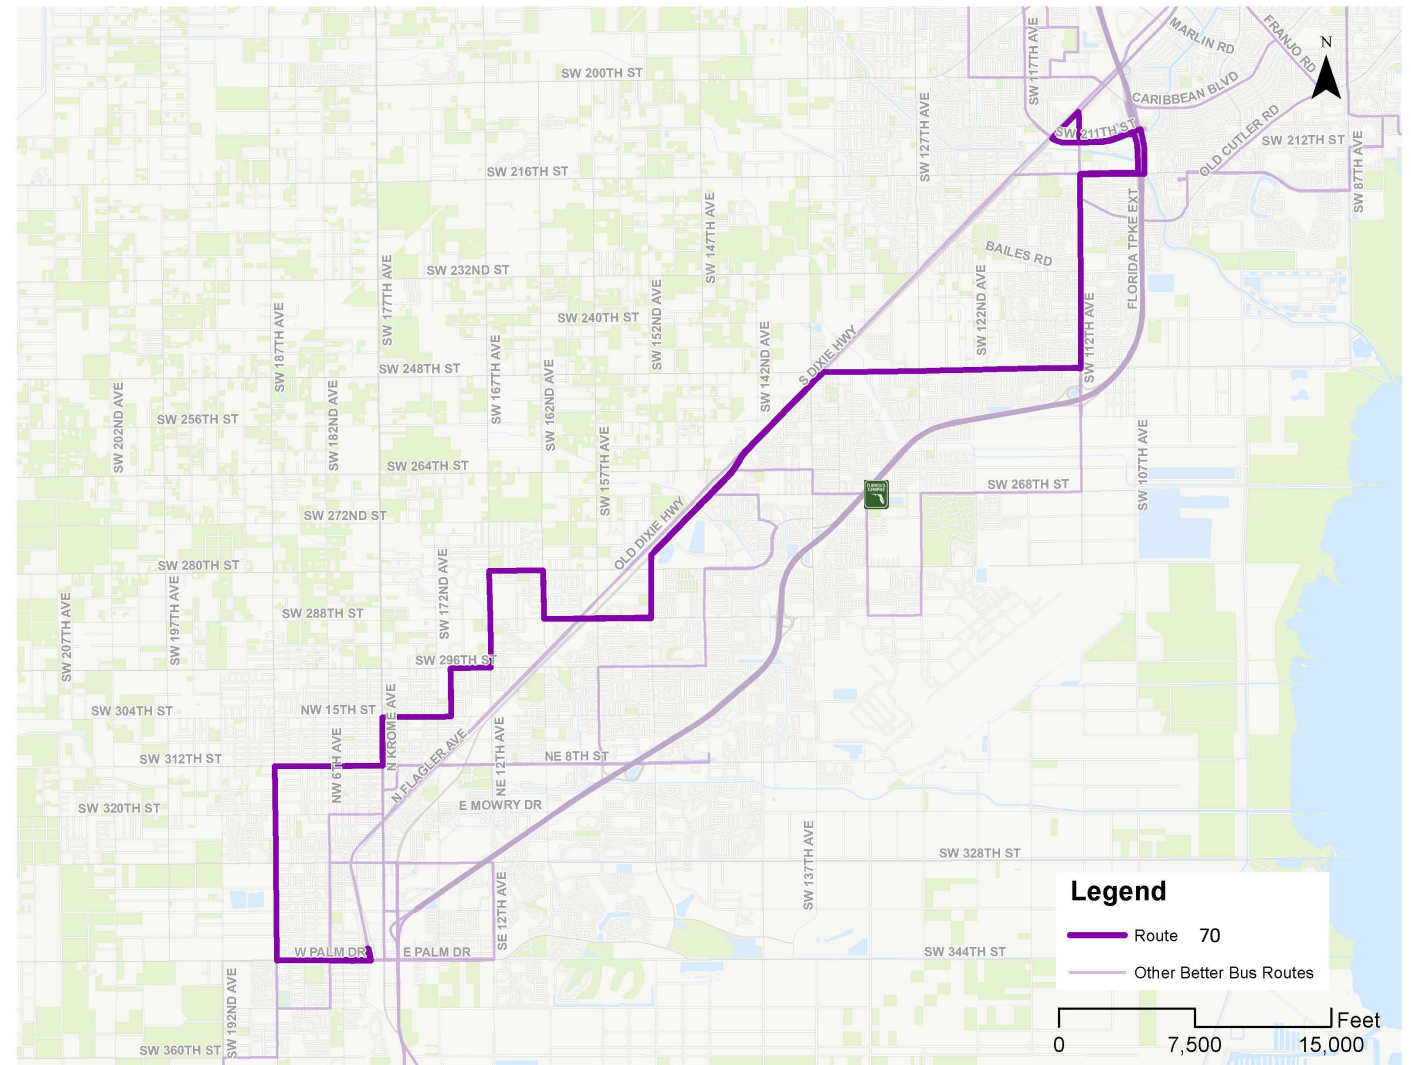 MARLIN RD
FRANJO RD
N
SW 117TH AVE
SW 200TH ST
CARIBBEAN BLVD
SW 127TH AVE
SW 211TH ST
OLD CUTLER RD
SW 212TH ST
SW 87TH AVE
SW 216TH ST
SW 147TH AVE
FLORIDA TPKE EXT
BAILES RD
SW 177TH AVE
SW 232ND ST
SW 152ND AVE
SW 122ND AVE
SW 112TH AVE
SW 187TH AVE
SW 240TH ST
SW 167TH AVE
SW 142ND AVE
S DIXIE HWY
SW 248TH ST
SW 202ND AVE
SW 182ND AVE
SW 162ND AVE
SW 256TH ST
SW 157TH AVE
SW 107TH AVE
SW 264TH ST
SW 268TH ST
FLORIDA'S
TURNPIKE
SW 272ND ST
OLD DIXIE HWY
SW 280TH ST
SW 172ND AVE
SW 207TH AVE
SW 197TH AVE
SW 288TH ST
SW 296TH ST
SW 304TH ST
NW 15TH ST
N KROME AVE
NW 6TH AVE
N FLAGLER AVE
NE 12TH AVE
SW 312TH ST
NE 8TH ST
SW 320TH ST
E MOWRY DR
SW 137TH AVE
SW 328TH ST
SE 12TH AVE
W PALM DR
E PALM DR
SW 344TH ST
SW 192ND AVE
SW 360TH ST
Legend
Route 70
Other Better Bus Routes
Feet
0 7,500 15,000